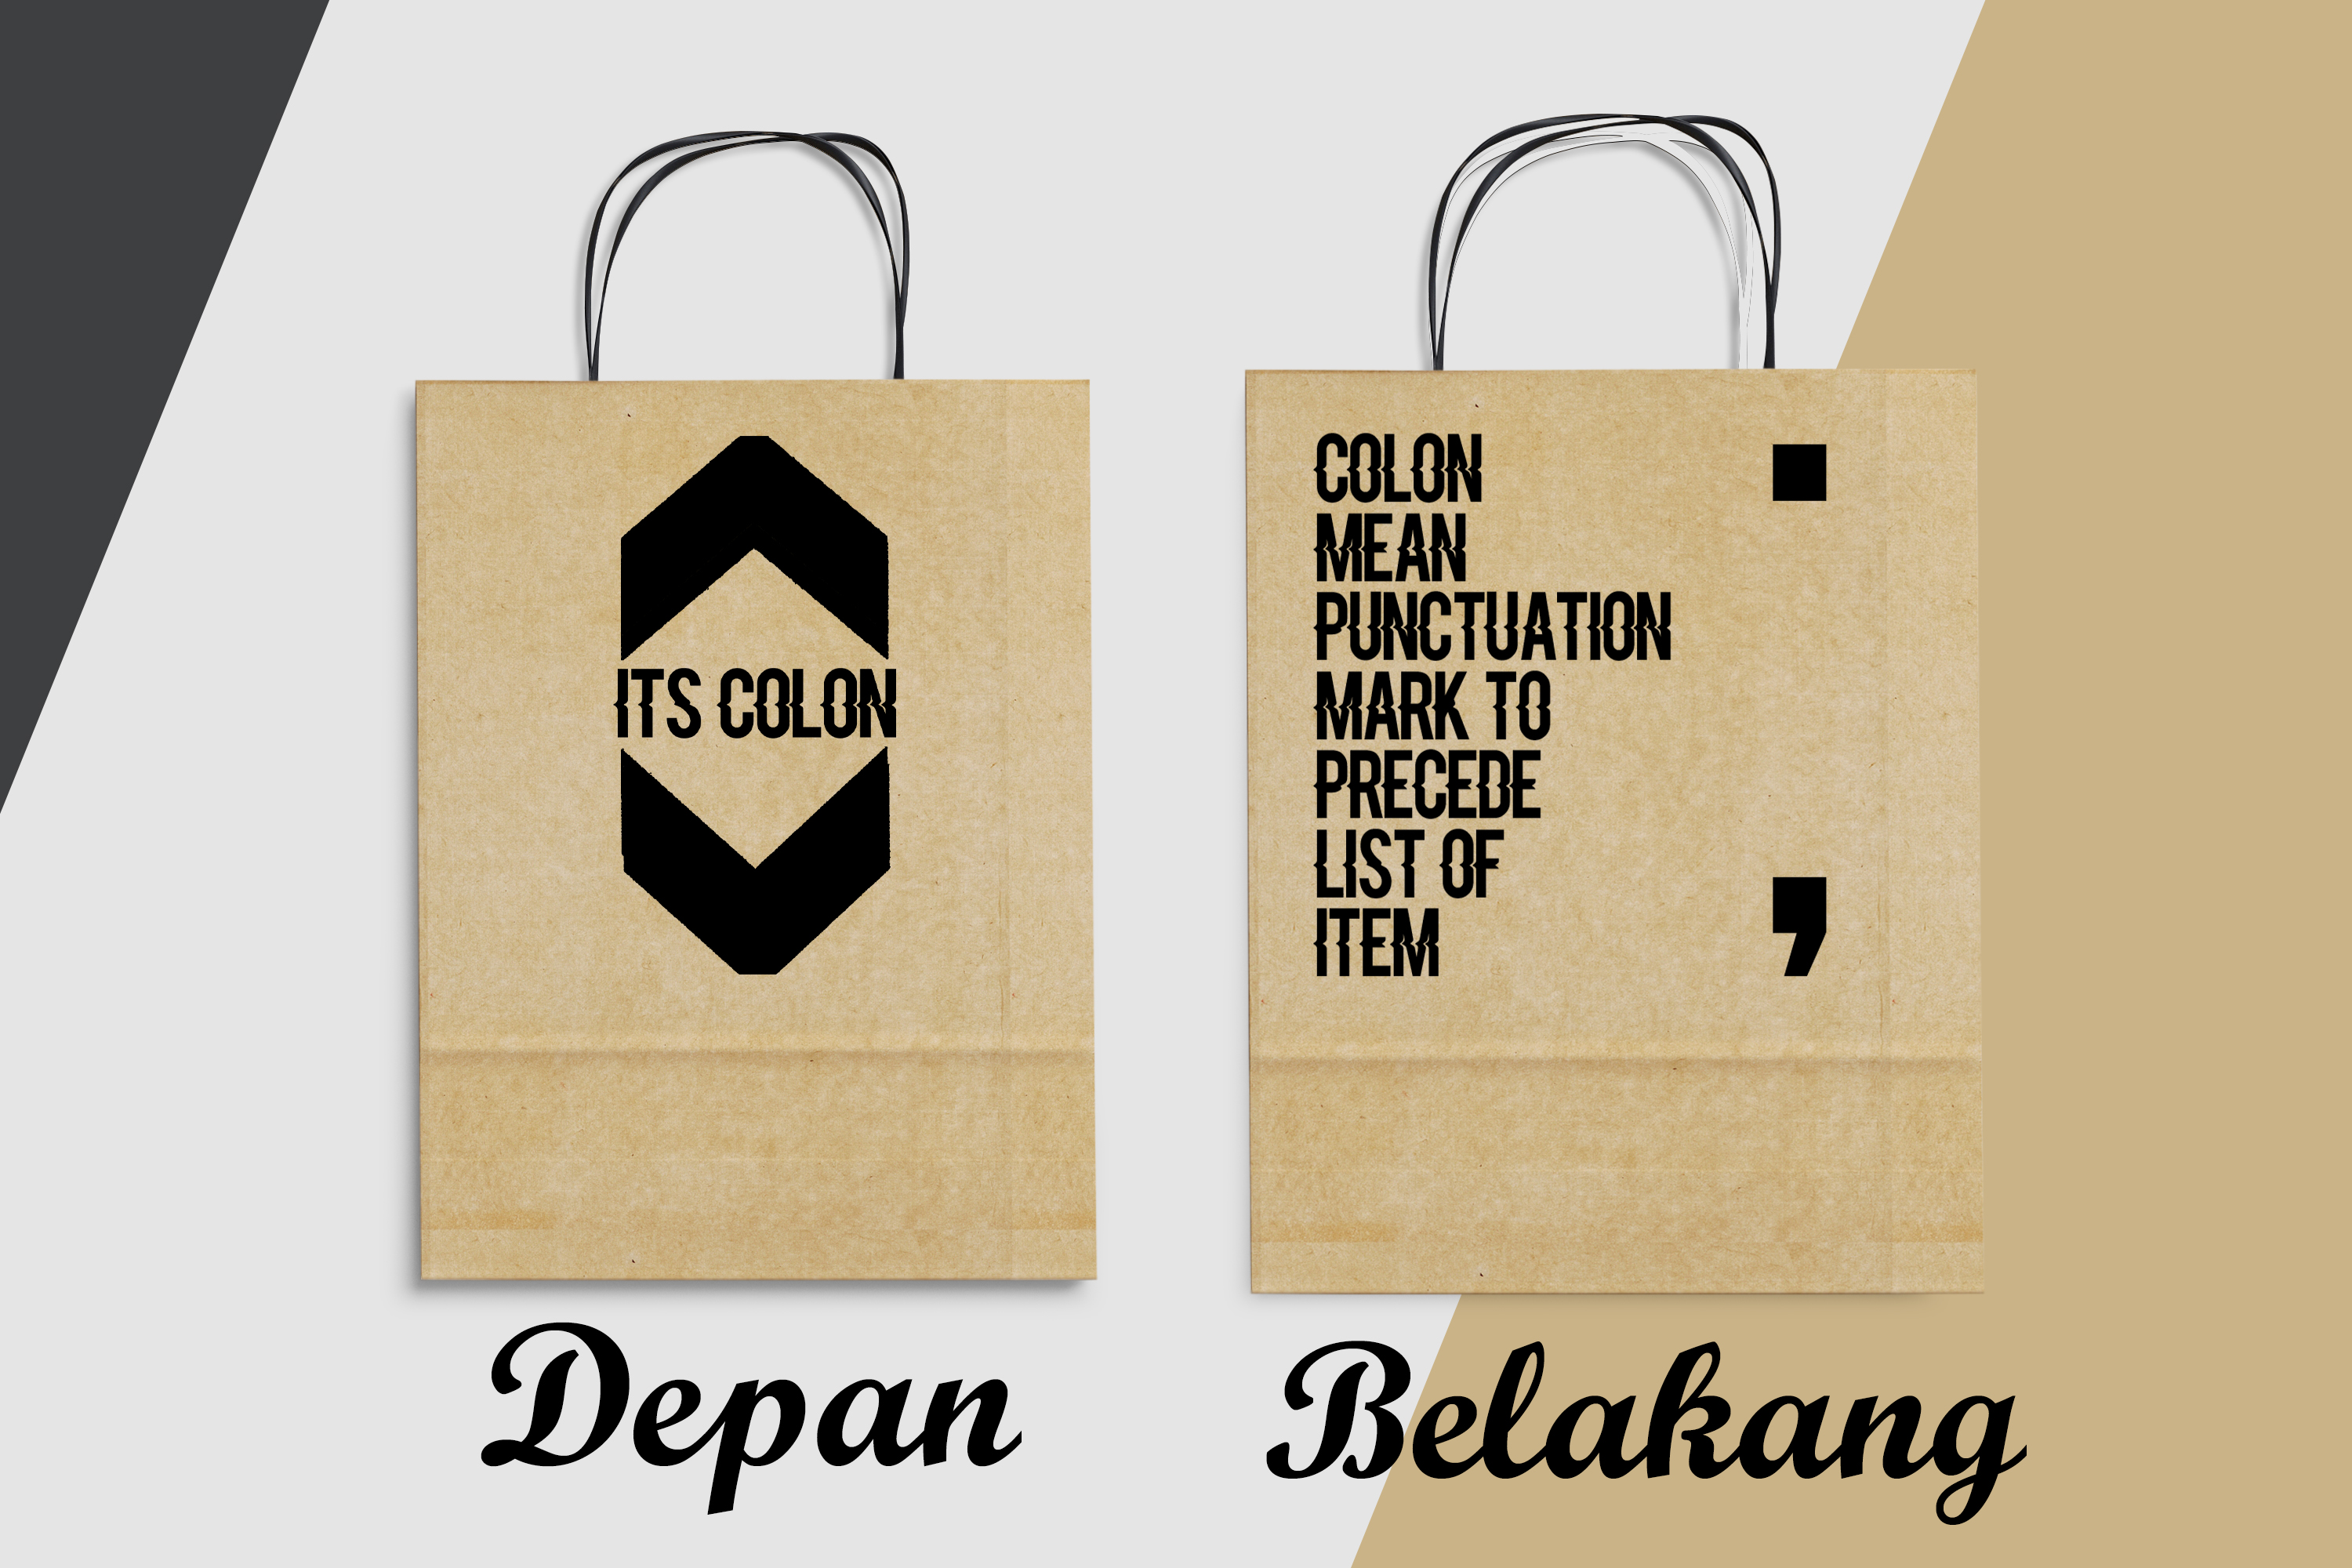 ITS COLON
COLON
MEAN
PUNCTUATION
MARK TO
PRECEDE
LIST OF
ITEM
;
Depan
Belakang